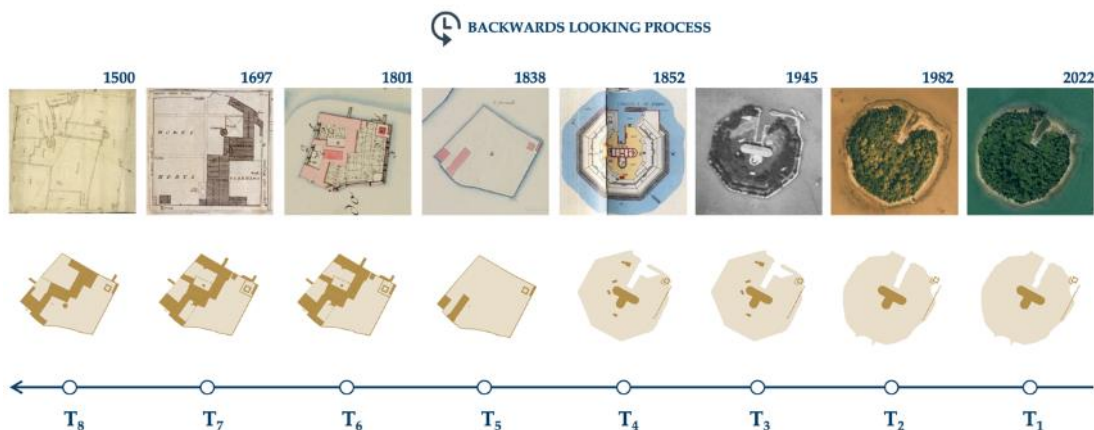 BACKWARDS LOOKING PROCESS
1500 1697 1801 1838 1852 1945 1982 2022
T₈ T₇ T₆ T₅ T₄ T₃ T₂ T₁